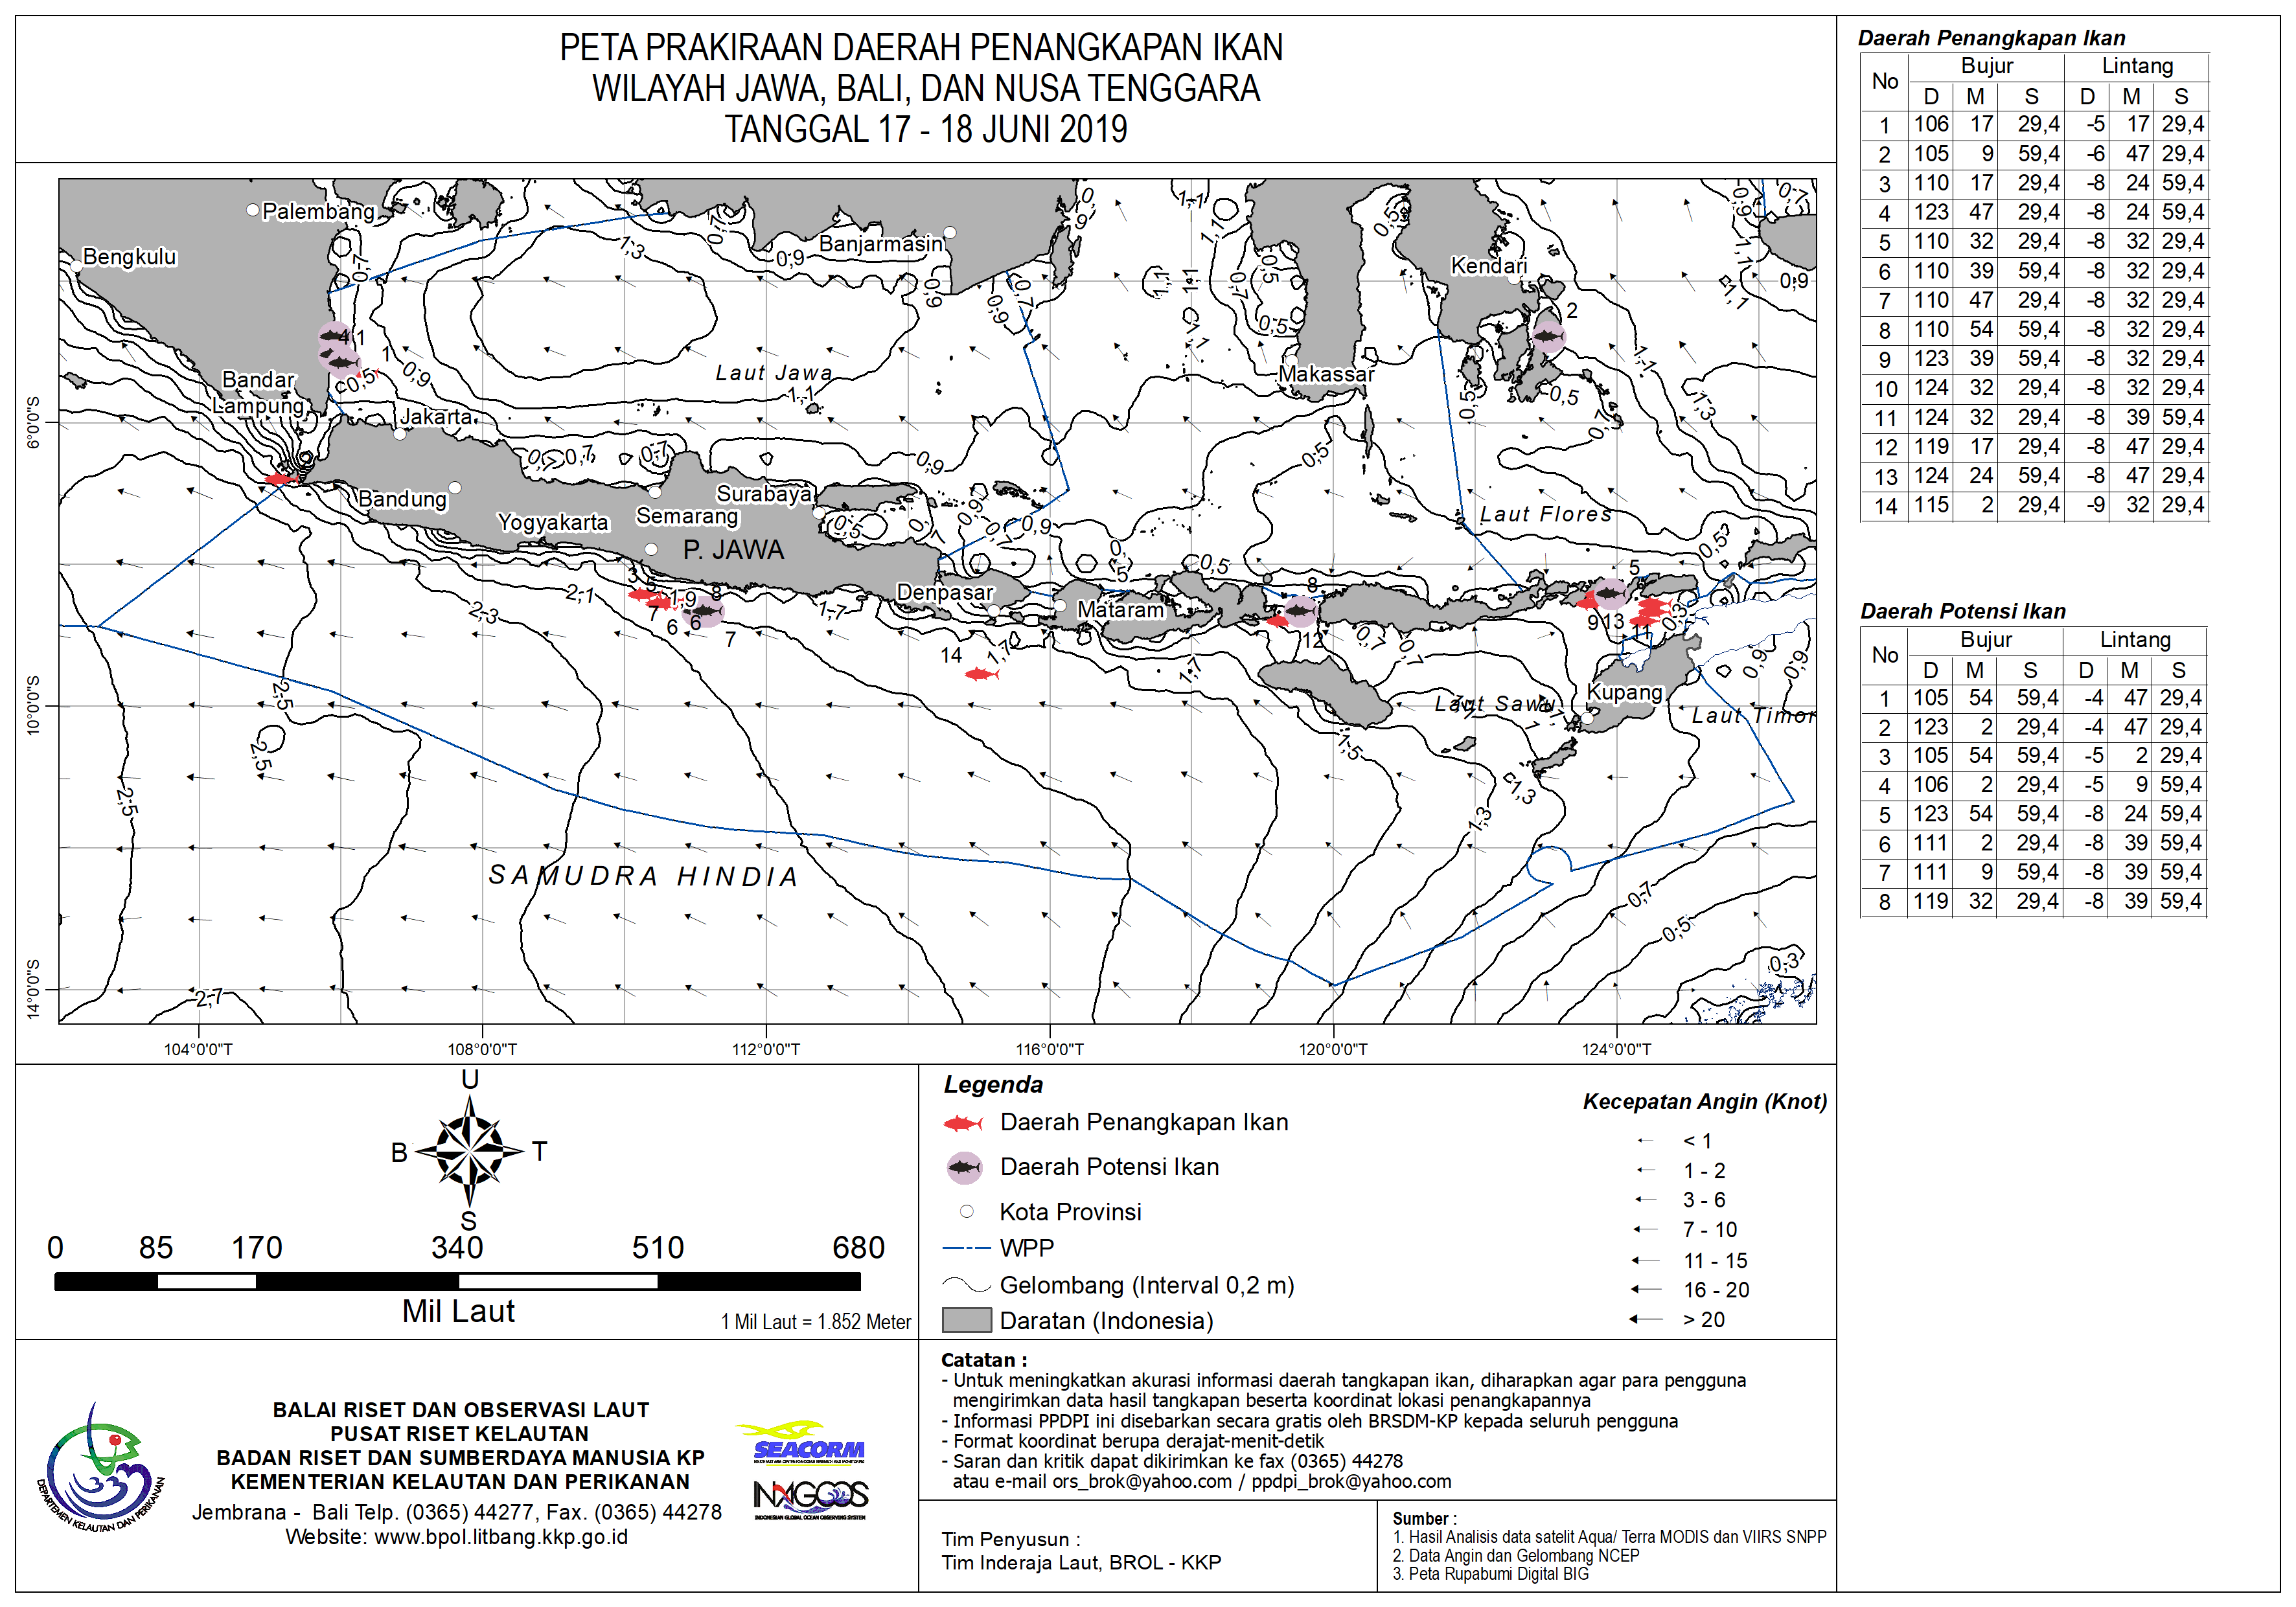 PETA PRAKIRAAN DAERAH PENANGKAPAN IKAN
WILAYAH JAWA, BALI, DAN NUSA TENGGARA
TANGGAL 17 - 18 JUNI 2019
Palembang
Bengkulu
Banjarmasin
Kendari
Bandar
Lampung
Jakarta
Laut Jawa
Makassar
Bandung
Surabaya
Semarang
Yogyakarta
P. JAWA
Laut Flores
Denpasar
Mataram
Kupang
Laut Sawu
Laut Timor
SAMUDRA HINDIA
6°0'0"S
10°0'0"S
14°0'0"S
104°0'0"T 108°0'0"T 112°0'0"T 116°0'0"T 120°0'0"T 124°0'0"T
Daerah Penangkapan Ikan
No Bujur Lintang
D M S D M S
1 106 17 29,4 -5 17 29,4
2 105 9 59,4 -6 47 29,4
3 110 17 29,4 -8 24 59,4
4 123 47 29,4 -8 24 59,4
5 110 32 29,4 -8 32 29,4
6 110 39 59,4 -8 32 29,4
7 110 47 29,4 -8 32 29,4
8 110 54 59,4 -8 32 29,4
9 123 39 59,4 -8 32 29,4
10 124 32 29,4 -8 32 29,4
11 124 32 29,4 -8 39 59,4
12 119 17 29,4 -8 47 29,4
13 124 24 59,4 -8 47 29,4
14 115 2 29,4 -9 32 29,4
Daerah Potensi Ikan
No Bujur Lintang
D M S D M S
1 105 54 59,4 -4 47 29,4
2 123 2 29,4 -4 47 29,4
3 105 54 59,4 -5 2 29,4
4 106 2 29,4 -5 9 59,4
5 123 54 59,4 -8 24 59,4
6 111 2 29,4 -8 39 59,4
7 111 9 59,4 -8 39 59,4
8 119 32 29,4 -8 39 59,4
U
B T
S
0 85 170 340 510 680
Mil Laut
1 Mil Laut = 1.852 Meter
Legenda
Daerah Penangkapan Ikan
Daerah Potensi Ikan
Kota Provinsi
WPP
Gelombang (Interval 0,2 m)
Daratan (Indonesia)
Kecepatan Angin (Knot)
< 1
1 - 2
3 - 6
7 - 10
11 - 15
16 - 20
> 20
BALAI RISET DAN OBSERVASI LAUT
PUSAT RISET KELAUTAN
BADAN RISET DAN SUMBERDAYA MANUSIA KP
KEMENTERIAN KELAUTAN DAN PERIKANAN
Jembrana - Bali Telp. (0365) 44277, Fax. (0365) 44278
Website: www.bpol.litbang.kkp.go.id
DEPARTEMEN KELAUTAN DAN PERIKANAN
SEACORM
INAGOOS
INDONESIAN GLOBAL OCEAN OBSERVING SYSTEM
Catatan :
- Untuk meningkatkan akurasi informasi daerah tangkapan ikan, diharapkan agar para pengguna
mengirimkan data hasil tangkapan beserta koordinat lokasi penangkapannya
- Informasi PPDPI ini disebarkan secara gratis oleh BRSDM-KP kepada seluruh pengguna
- Format koordinat berupa derajat-menit-detik
- Saran dan kritik dapat dikirimkan ke fax (0365) 44278
atau e-mail ors_brok@yahoo.com / ppdpi_brok@yahoo.com
Tim Penyusun :
Tim Inderaja Laut, BROL - KKP
Sumber :
1. Hasil Analisis data satelit Aqua/ Terra MODIS dan VIIRS SNPP
2. Data Angin dan Gelombang NCEP
3. Peta Rupabumi Digital BIG